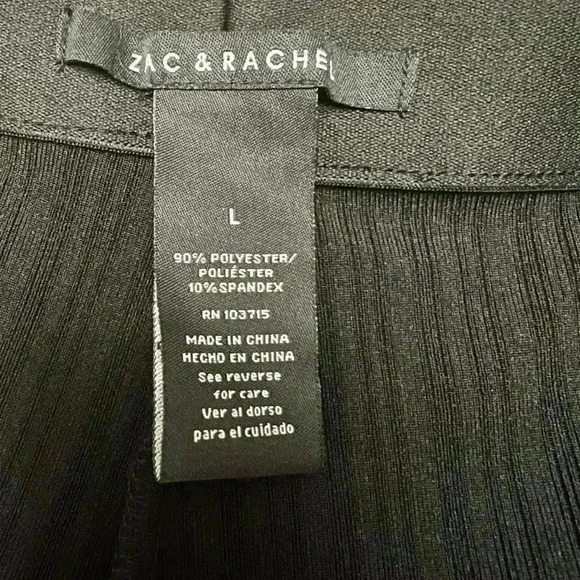 ZAC & RACHEL
L
90% POLYESTER/
POLIÉSTER
10%SPANDEX
RN 103715
MADE IN CHINA
HECHO EN CHINA
See reverse
for care
Ver al dorso
para el cuidado